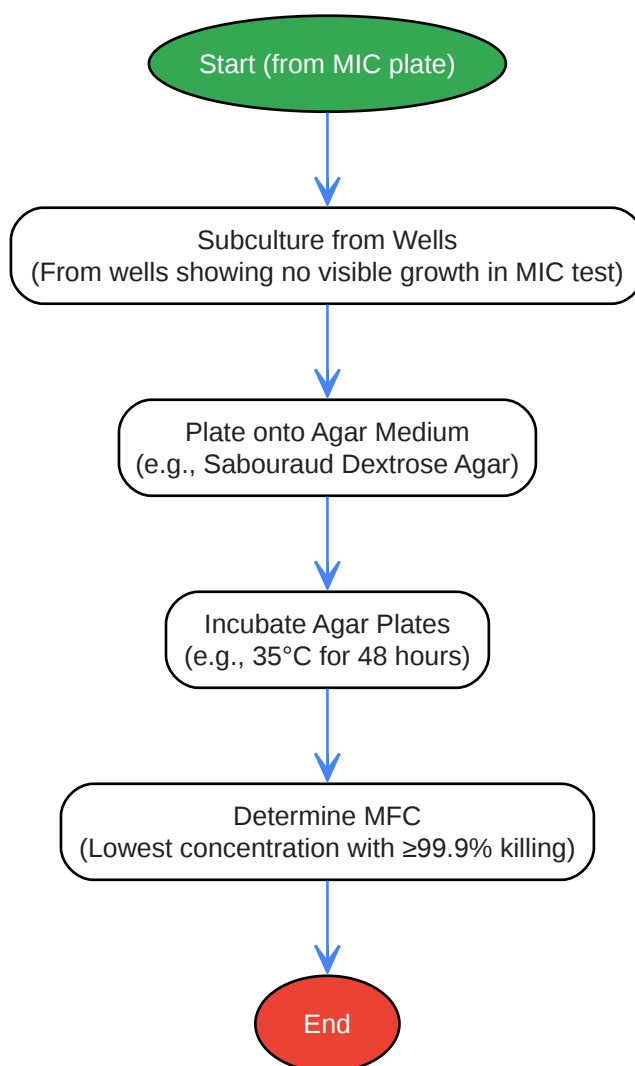 Start (from MIC plate)
Subculture from Wells
(From wells showing no visible growth in MIC test)
Plate onto Agar Medium
(e.g., Sabouraud Dextrose Agar)
Incubate Agar Plates
(e.g., 35°C for 48 hours)
Determine MFC
(Lowest concentration with ≥99.9% killing)
End